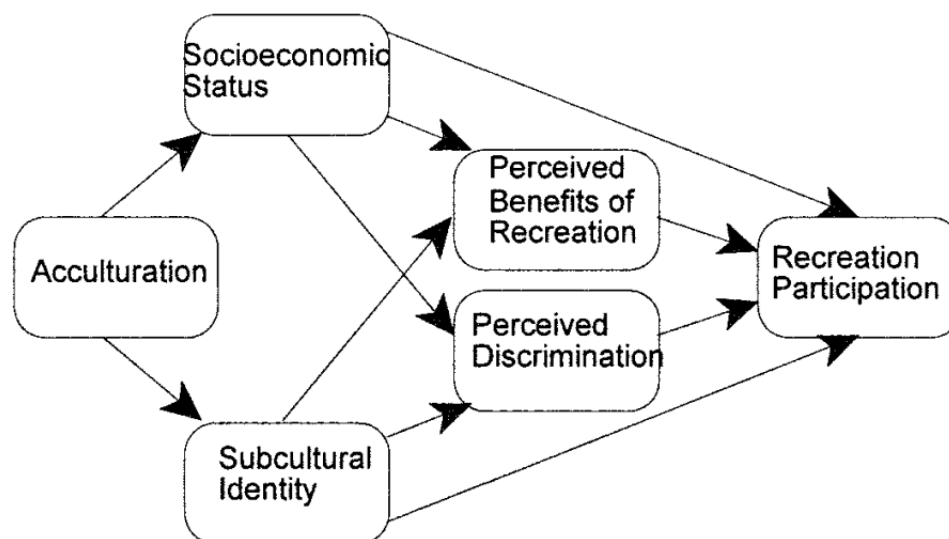 Socioeconomic
Status
Perceived
Benefits of
Recreation
Acculturation
Recreation
Participation
Perceived
Discrimination
Subcultural
Identity